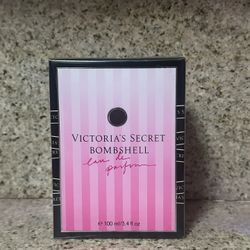 VICTORIA'S SECRET
BOMBSHELL
eau de
parfum
e 100 ml/3.4 fl oz